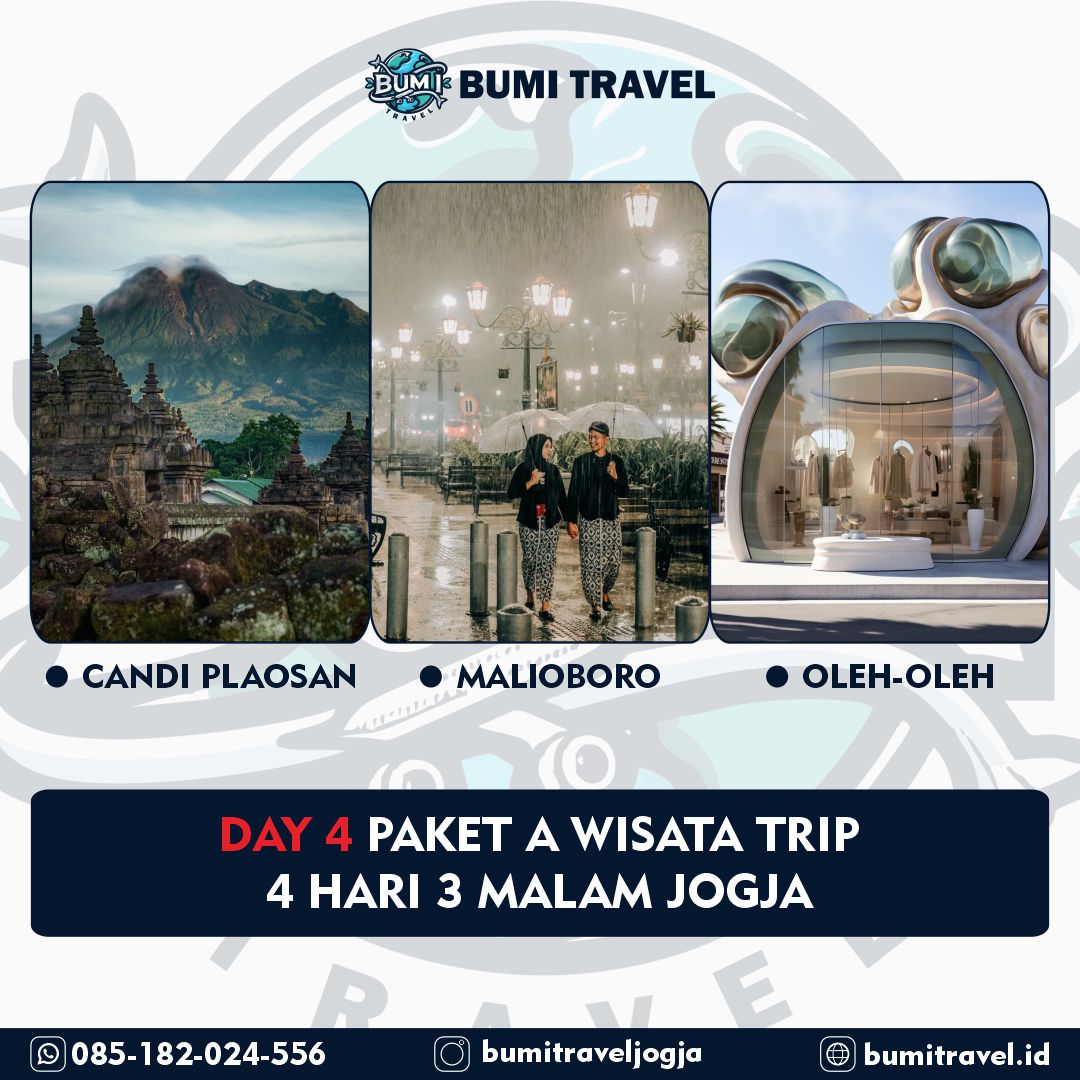 BUMI
TRAVEL
BUMI TRAVEL
● CANDI PLAOSAN
● MALIOBORO
● OLEH-OLEH
DAY 4 PAKET A WISATA TRIP
4 HARI 3 MALAM JOGJA
TRAVEL
085-182-024-556
bumitraveljogja
bumitravel.id